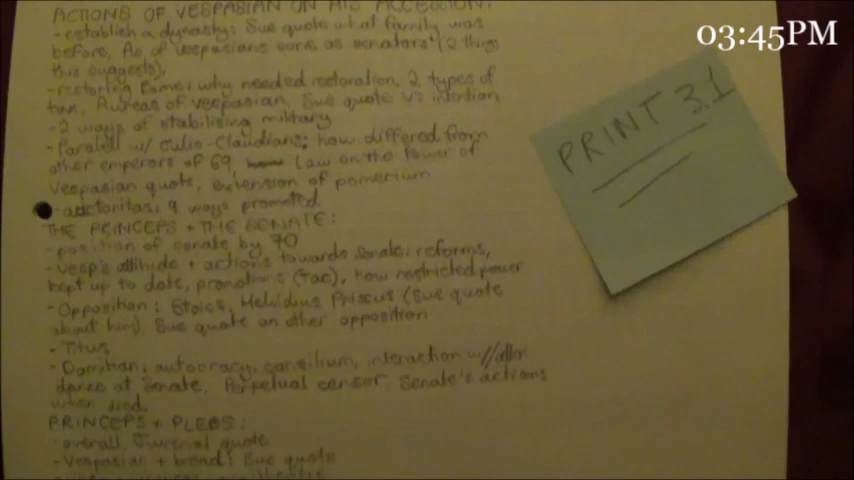 ACTIONS OF VESPASIAN ON HIS ACCESSION:
-establish a dynasty: Sue quote what family was
before, Ao of Vespasians sons as senators (2 things
this suggests),
-restoring Rome: why needed restoration, 2 types of
tax, Aureas of Vespasian, Sue quote vs intention
-2 ways of stabilising military
-Paralell w/ Julio-Claudians: how differed from
other emperors of 69, Law on the Power of
Vespasian quote, extension of pomerium
-auctoritas: 9 ways promoted.
THE PRINCEPS + THE SENATE:
-position of senate by 70
-Vesp's attitude + actions towards senate: reforms,
kept up to date, promotions (Tac), how restricted power
-Opposition: Stoics, Helvidius Priscus (Sue quote
about him), Sue quote on other opposition
-Titus
-Domitian: autocracy, consilium, interaction w//atten
dance at senate, Perpetual censor, Senate's actions
when died.
PRINCEPS + PLEBS:
-overall Juvenal quote
-Vespasian + bread: Sue quote
PRINT 3.1
03:45PM